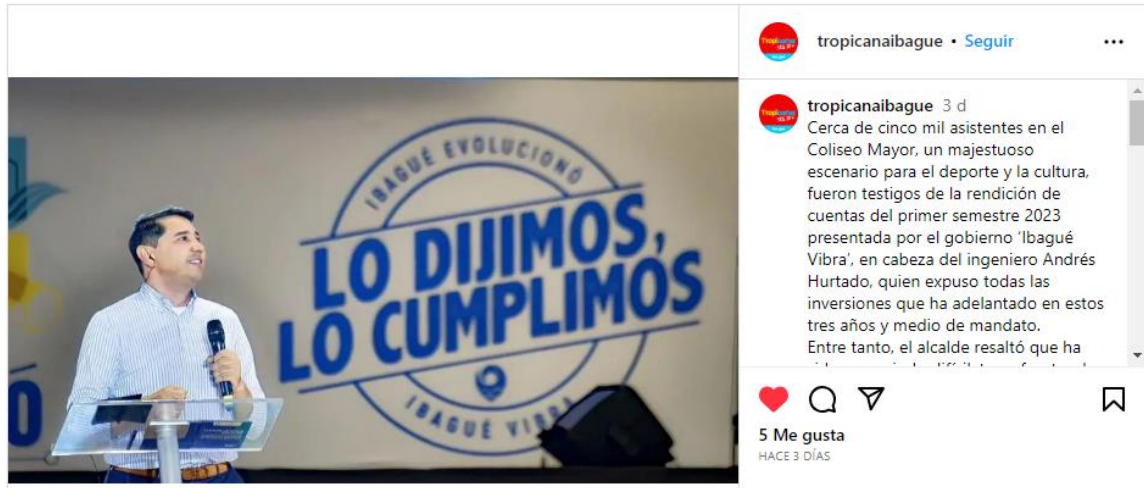 tropicanaibague • Seguir
IBAGUÉ EVOLUCIONÓ
LO DIJIMOS,
LO CUMPLIMOS
IBAGUÉ VIBRA
tropicanaibague 3 d
Cerca de cinco mil asistentes en el
Coliseo Mayor, un majestuoso
escenario para el deporte y la cultura,
fueron testigos de la rendición de
cuentas del primer semestre 2023
presentada por el gobierno ‘Ibagué
Vibra’, en cabeza del ingeniero Andrés
Hurtado, quien expuso todas las
inversiones que ha adelantado en estos
tres años y medio de mandato.
Entre tanto, el alcalde resaltó que ha
5 Me gusta
HACE 3 DÍAS